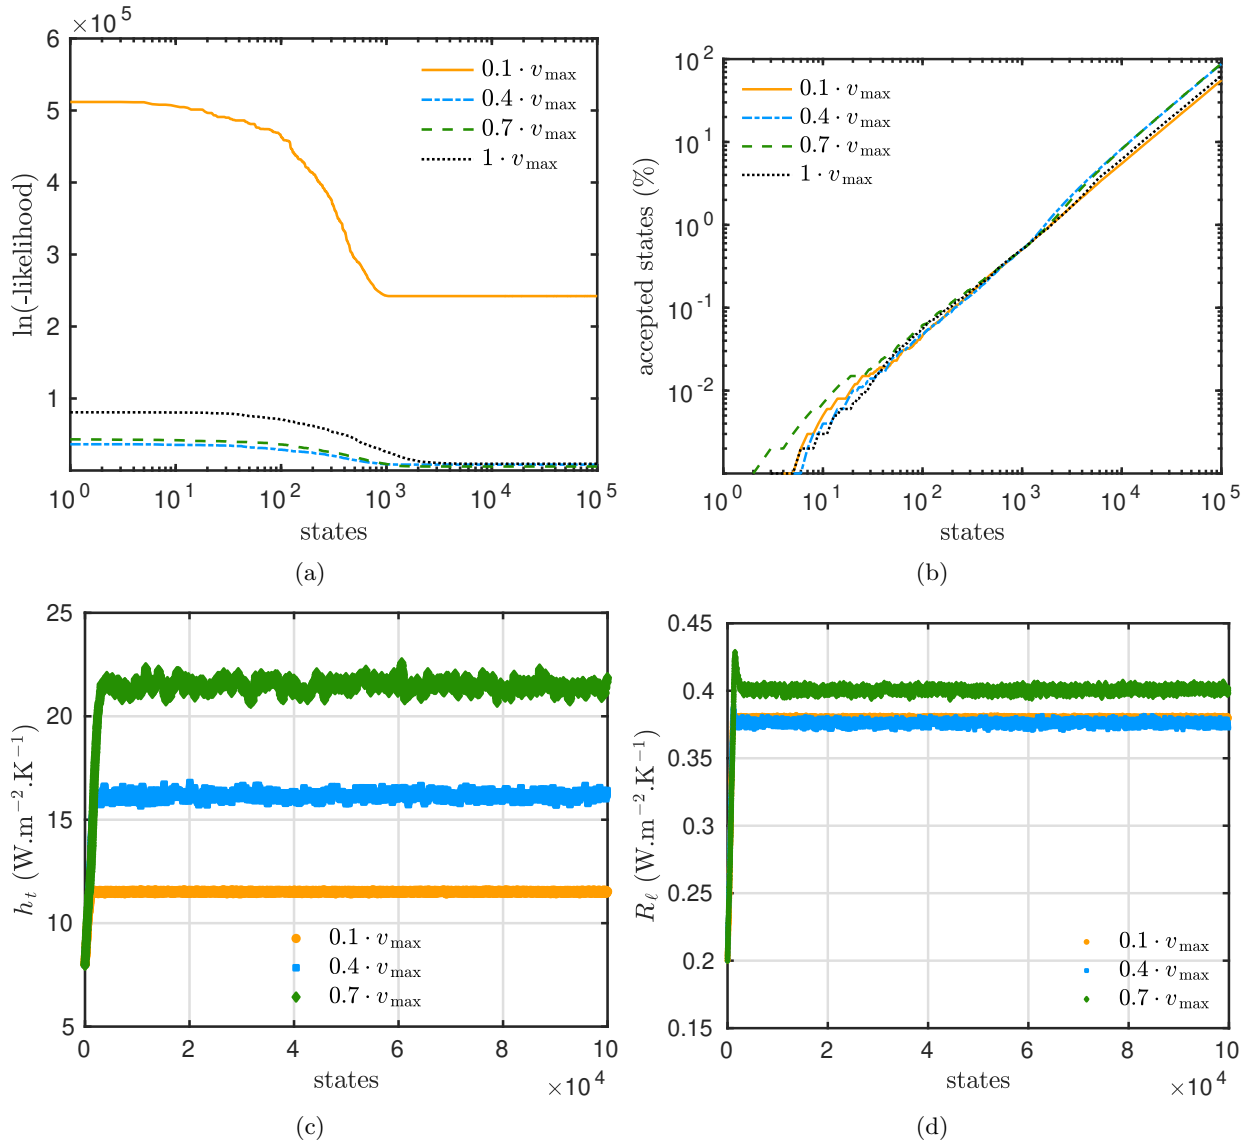 ×10^5
6
5
4
3
2
1
ln(-likelihood)
0.1 · v_max
0.4 · v_max
0.7 · v_max
1 · v_max
10^0 10^1 10^2 10^3 10^4 10^5
states
(a)
10^2
10^1
10^0
10^-1
10^-2
accepted states (%)
0.1 · v_max
0.4 · v_max
0.7 · v_max
1 · v_max
10^0 10^1 10^2 10^3 10^4 10^5
states
(b)
25
20
15
10
5
h_t (W.m^−2.K^−1)
0.1 · v_max
0.4 · v_max
0.7 · v_max
0 2 4 6 8 10
states
×10^4
(c)
0.45
0.4
0.35
0.3
0.25
0.2
0.15
R_ℓ (W.m^−2.K^−1)
0.1 · v_max
0.4 · v_max
0.7 · v_max
0 2 4 6 8 10
states
×10^4
(d)